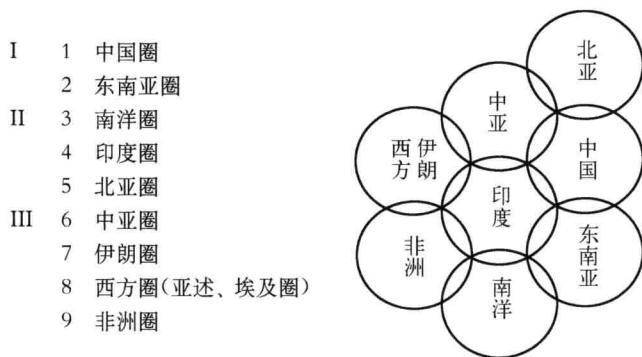 I 1 中国圈
2 东南亚圈
II 3 南洋圈
4 印度圈
5 北亚圈
III 6 中亚圈
7 伊朗圈
8 西方圈(亚述、埃及圈)
9 非洲圈
北亚
中亚
中国
伊朗
西方
印度
非洲
东南亚
南洋